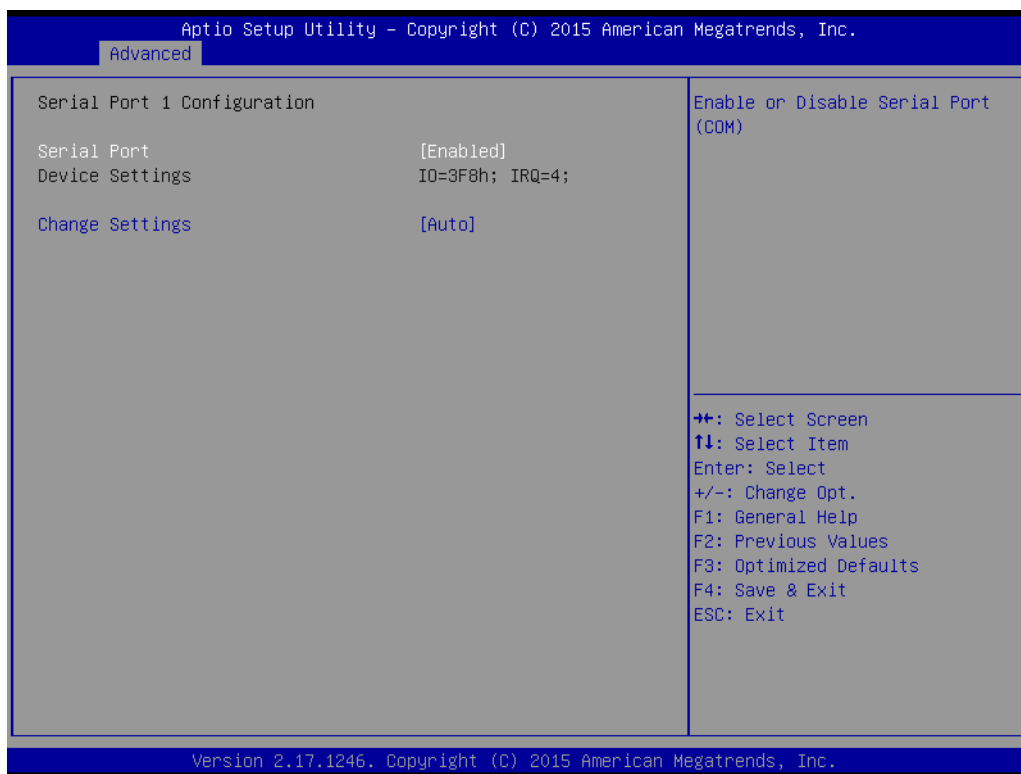 Aptio Setup Utility – Copyright (C) 2015 American Megatrends, Inc.
Advanced
Serial Port 1 Configuration
Serial Port [Enabled]
Device Settings IO=3F8h; IRQ=4;
Change Settings [Auto]
Enable or Disable Serial Port
(COM)
→←: Select Screen
↑↓: Select Item
Enter: Select
+/-: Change Opt.
F1: General Help
F2: Previous Values
F3: Optimized Defaults
F4: Save & Exit
ESC: Exit
Version 2.17.1246. Copyright (C) 2015 American Megatrends, Inc.